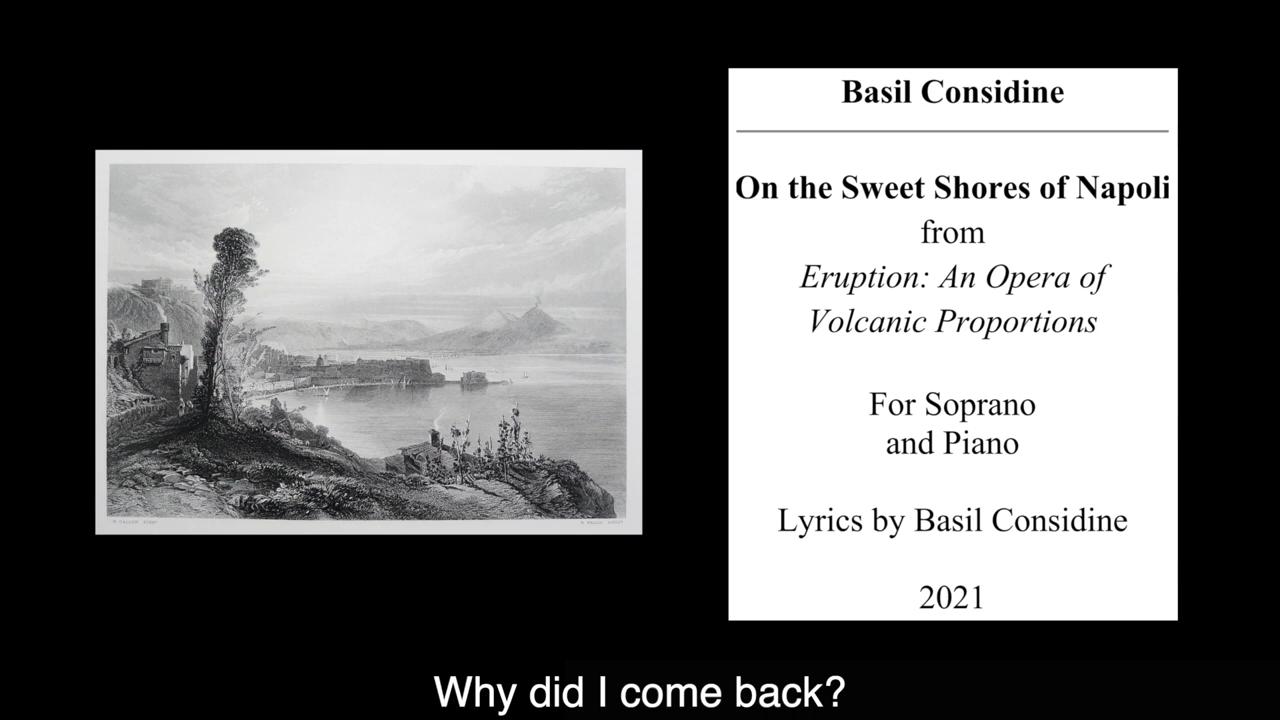 Basil Considine
On the Sweet Shores of Napoli
from
Eruption: An Opera of
Volcanic Proportions
For Soprano
and Piano
Lyrics by Basil Considine
2021
Why did I come back?